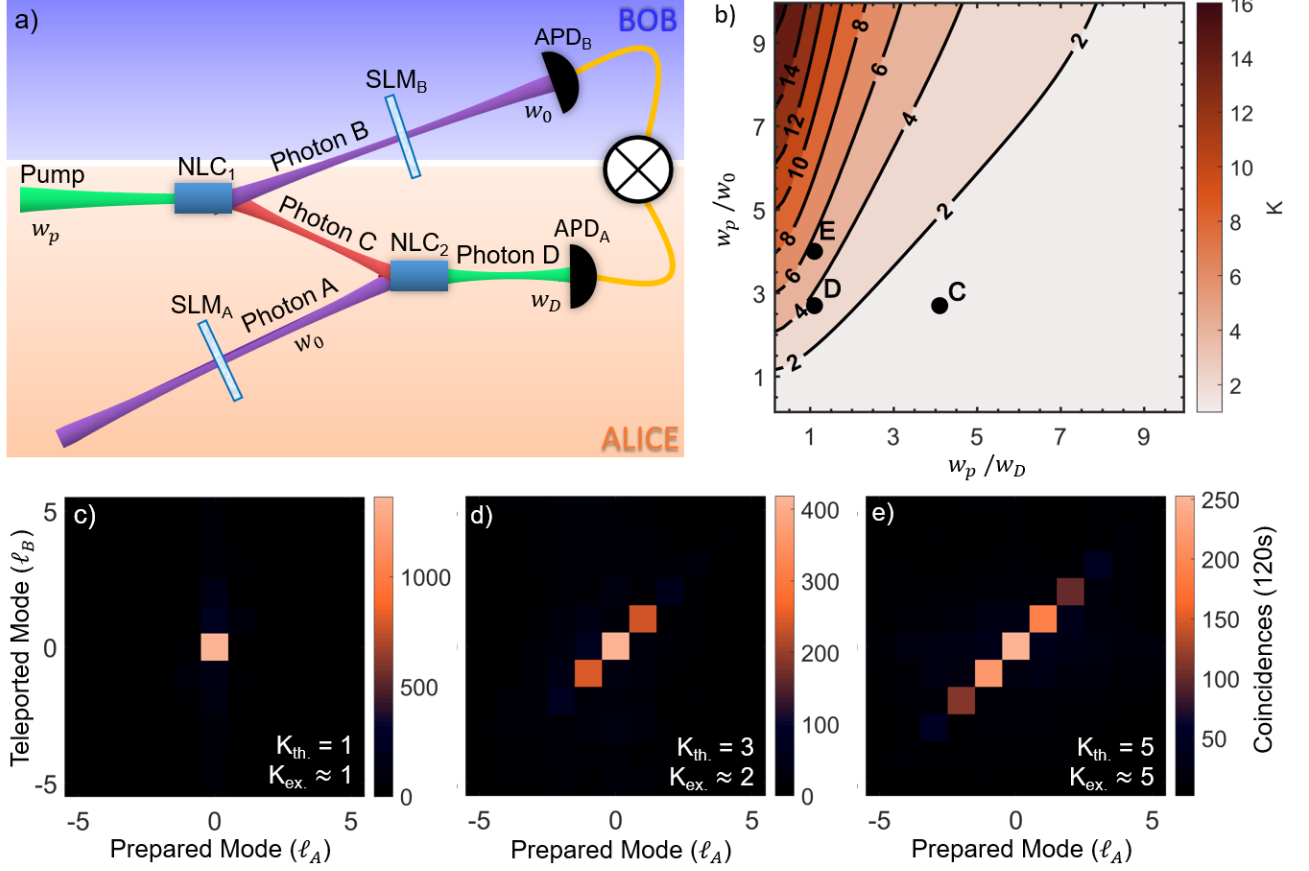 a)
BOB
APD_B
SLM_B
w_0
Photon B
Pump
NLC_1
w_p
Photon C
NLC_2
APD_A
Photon D
w_D
SLM_A
Photon A
w_0
ALICE
b)
w_p/w_0
9
7
5
3
1
14
12
10
8
8
6
6
4
4
2
2
2
E
D
C
1 3 5 7 9
w_p/w_D
16
14
12
10
8
6
4
2
K
c)
Teleported Mode (ℓ_B)
5
0
-5
K_th. = 1
K_ex. ≈ 1
-5 0 5
Prepared Mode (ℓ_A)
1000
500
0
d)
K_th. = 3
K_ex. ≈ 2
-5 0 5
Prepared Mode (ℓ_A)
400
300
200
100
0
e)
K_th. = 5
K_ex. ≈ 5
-5 0 5
Prepared Mode (ℓ_A)
250
200
150
100
50
Coincidences (120s)